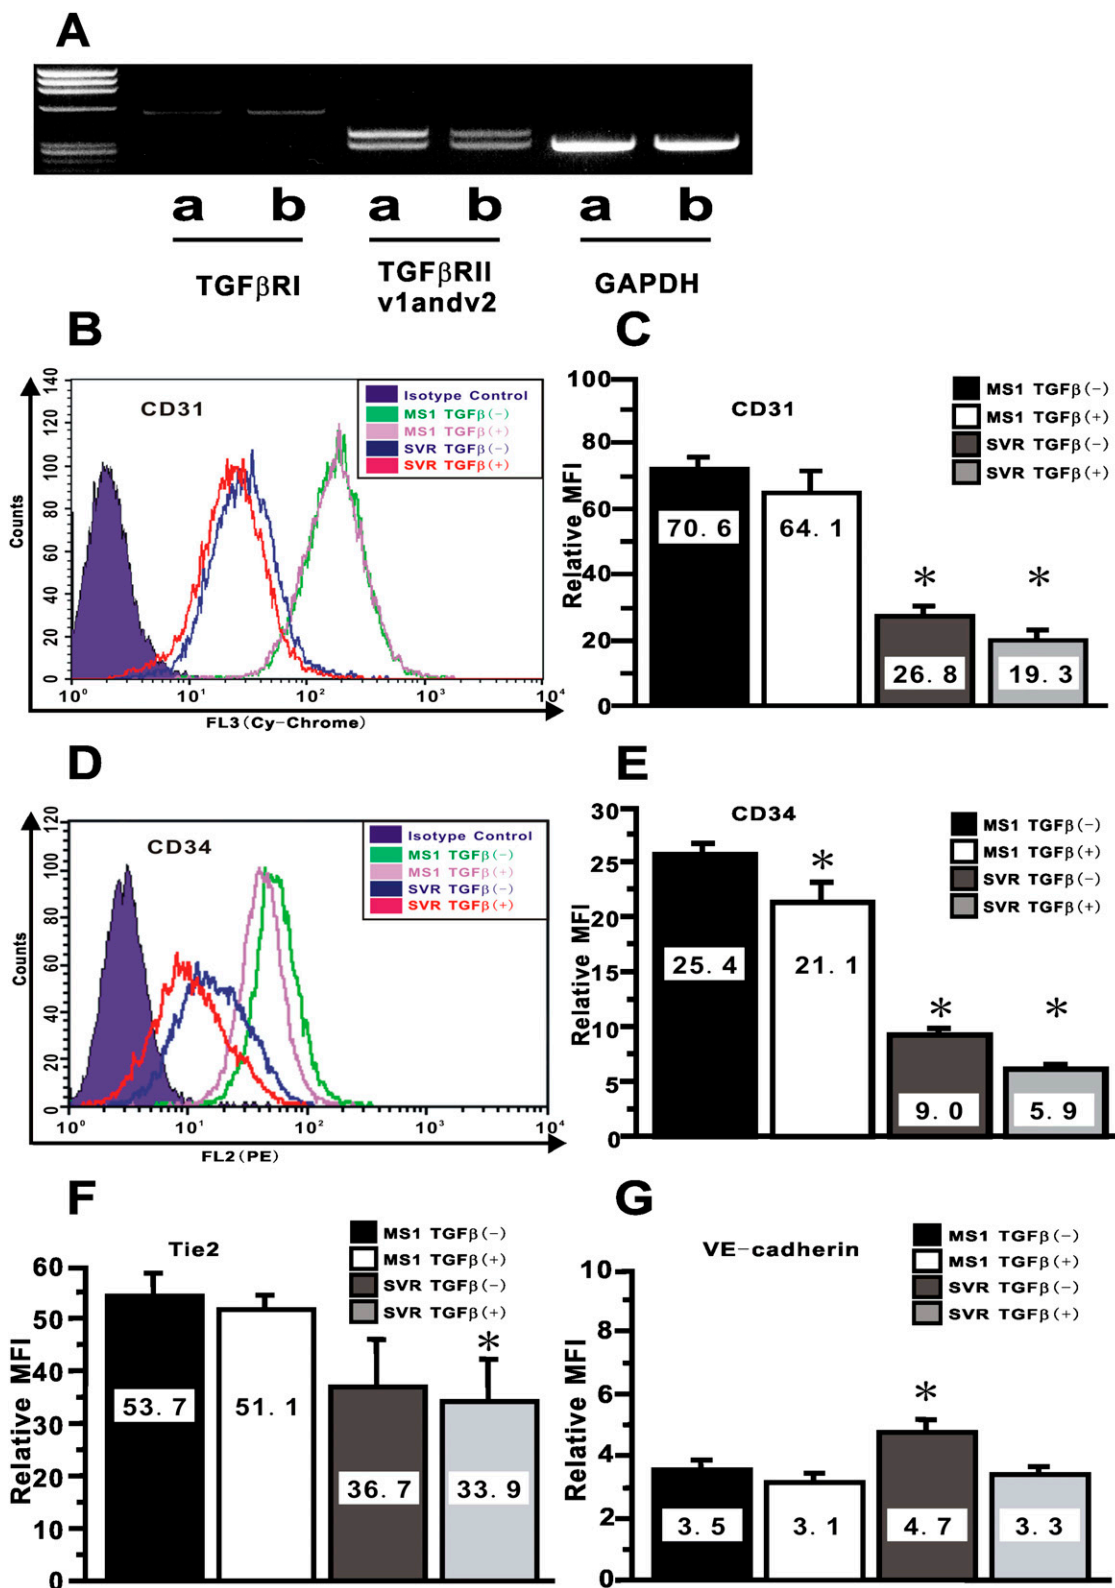 A
a b a b a b
TGFβRI
TGFβRII
v1andv2
GAPDH
B
140
120
100
80
60
40
20
0
Counts
CD31
Isotype Control
MS1 TGFβ(−)
MS1 TGFβ(+)
SVR TGFβ(−)
SVR TGFβ(+)
10⁰ 10¹ 10² 10³ 10⁴
FL3(Cy−Chrome)
C
100
80
60
40
20
0
Relative MFI
CD31
MS1 TGFβ(−)
MS1 TGFβ(+)
SVR TGFβ(−)
SVR TGFβ(+)
* *
70. 6 64. 1 26. 8 19. 3
D
120
100
80
60
40
20
0
Counts
CD34
Isotype Control
MS1 TGFβ(−)
MS1 TGFβ(+)
SVR TGFβ(−)
SVR TGFβ(+)
10⁰ 10¹ 10² 10³ 10⁴
FL2(PE)
E
30
25
20
15
10
5
0
Relative MFI
CD34
MS1 TGFβ(−)
MS1 TGFβ(+)
SVR TGFβ(−)
SVR TGFβ(+)
* * *
25. 4 21. 1 9. 0 5. 9
F
60
50
40
30
20
10
0
Relative MFI
Tie2
MS1 TGFβ(−)
MS1 TGFβ(+)
SVR TGFβ(−)
SVR TGFβ(+)
*
53. 7 51. 1 36. 7 33. 9
G
10
8
6
4
2
0
Relative MFI
VE−cadherin
MS1 TGFβ(−)
MS1 TGFβ(+)
SVR TGFβ(−)
SVR TGFβ(+)
*
3. 5 3. 1 4. 7 3. 3